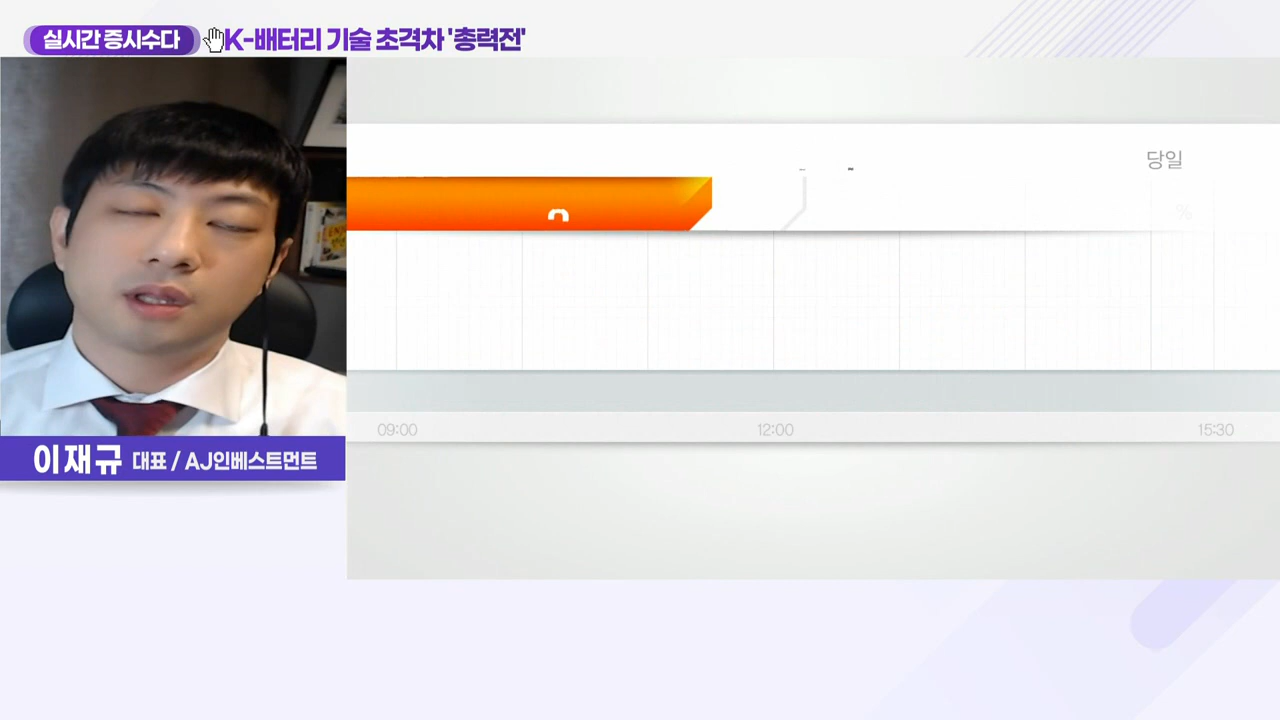 실시간 증시수다
K-배터리 기술 초격차 '총력전'
당일
%
09:00 12:00 15:30
이재규 대표 / AJ인베스트먼트